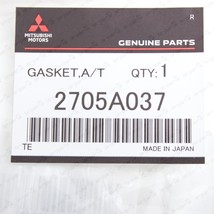 R
MITSUBISHI
MOTORS
GENUINE PARTS
GASKET,A/T QTY: 1
2705A037
TE MADE IN JAPAN